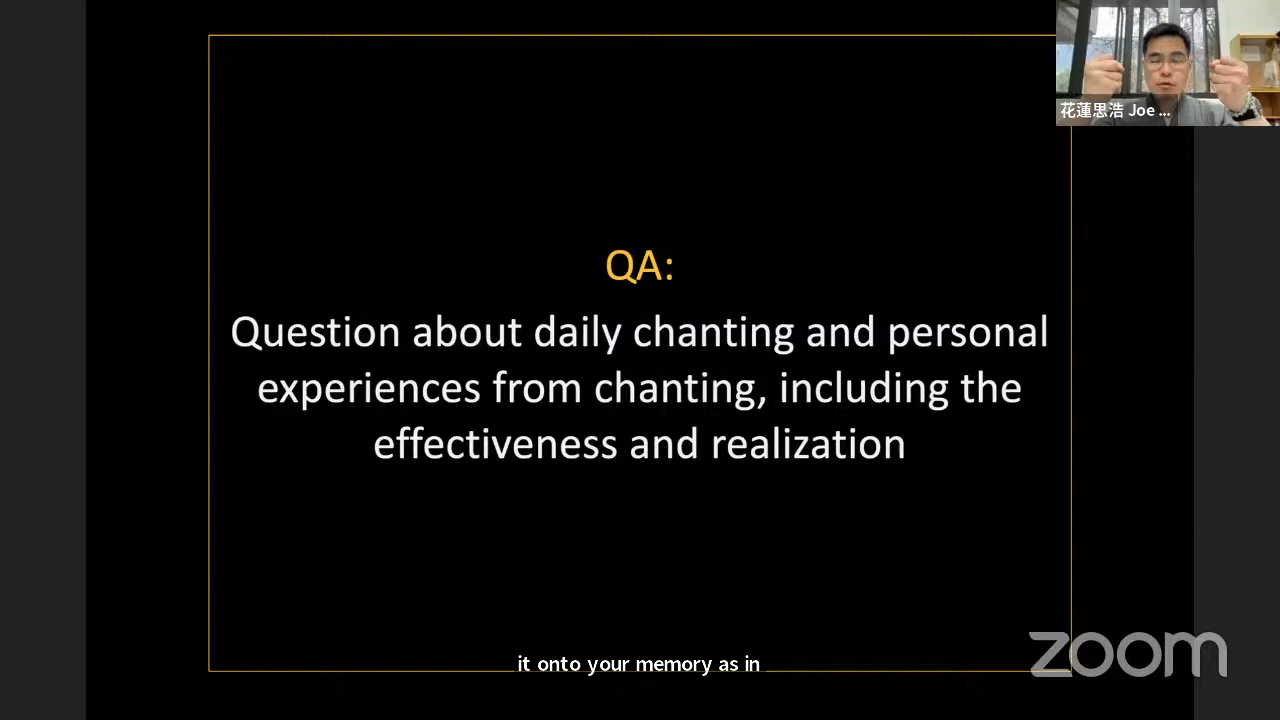 花蓮思浩 Joe ...
QA:
Question about daily chanting and personal
experiences from chanting, including the
effectiveness and realization
it onto your memory as in
zoom